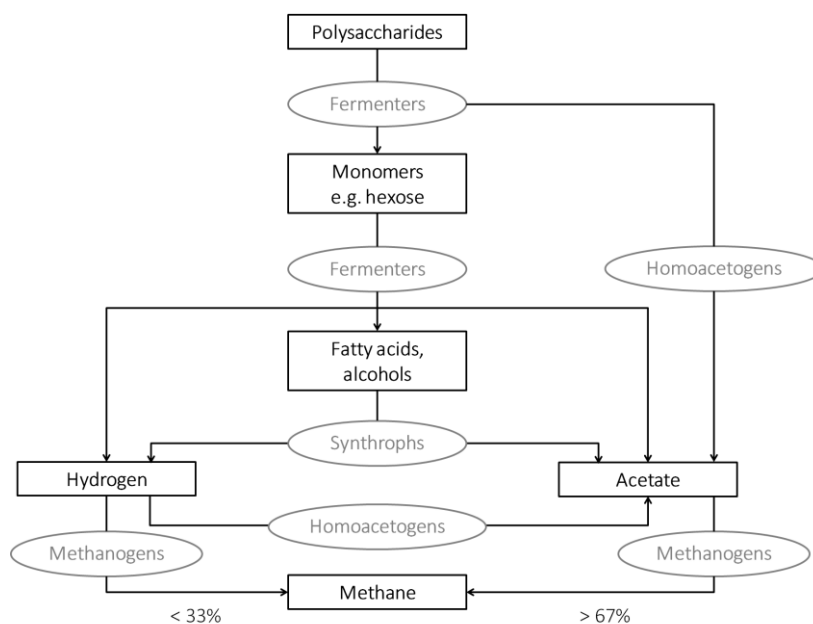 Polysaccharides
Fermenters
Monomers
e.g. hexose
Fermenters
Homoacetogens
Fatty acids,
alcohols
Synthrophs
Hydrogen
Acetate
Homoacetogens
Methanogens
Methanogens
Methane
< 33%
> 67%